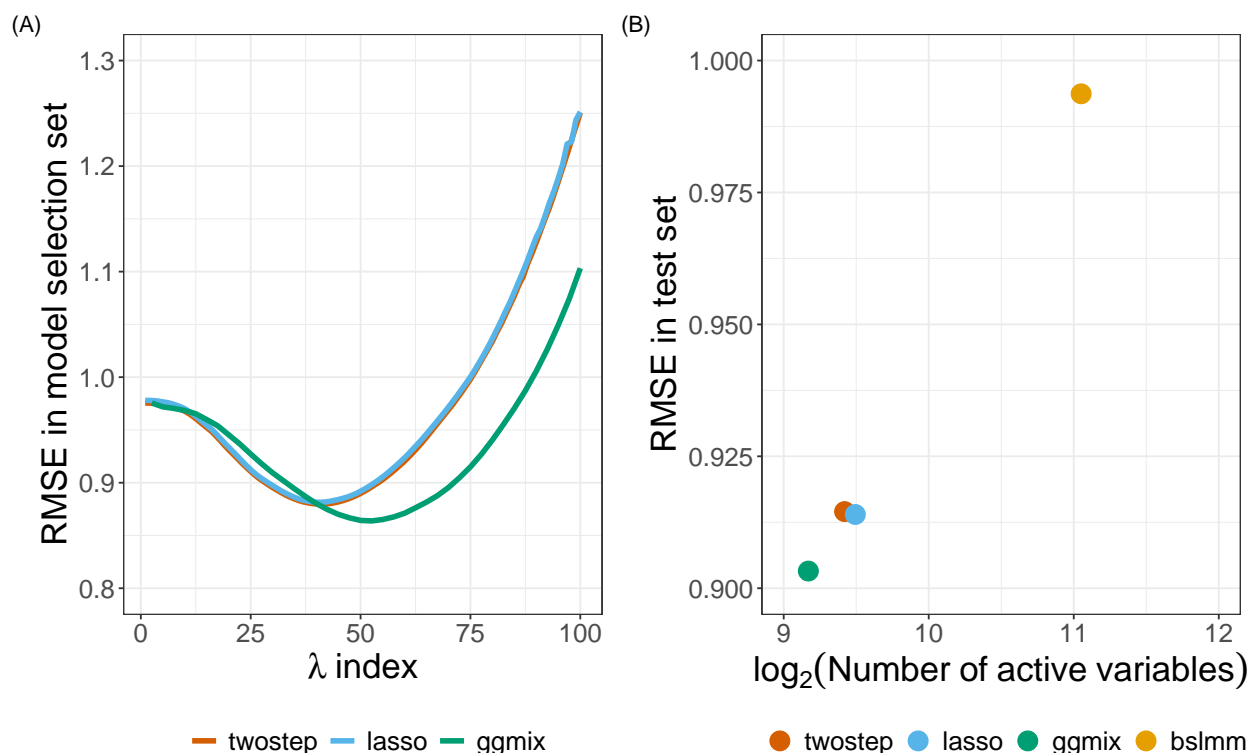 (A)
RMSE in model selection set
1.3
1.2
1.1
1.0
0.9
0.8
0
25
50
75
100
λ index
twostep lasso ggmix
(B)
RMSE in test set
1.000
0.975
0.950
0.925
0.900
9
10
11
12
log₂(Number of active variables)
twostep lasso ggmix bslmm